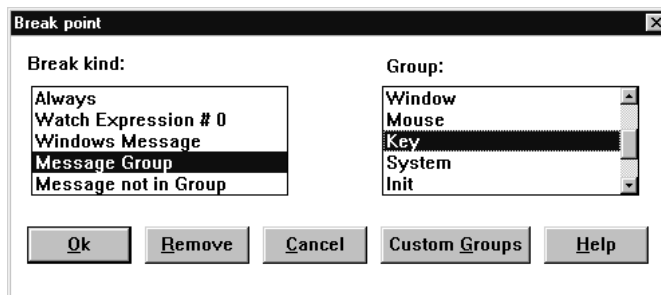 Break point
Break kind:
Always
Watch Expression # 0
Windows Message
Message Group
Message not in Group
Group:
Window
Mouse
Key
System
Init
Ok
Remove
Cancel
Custom Groups
Help